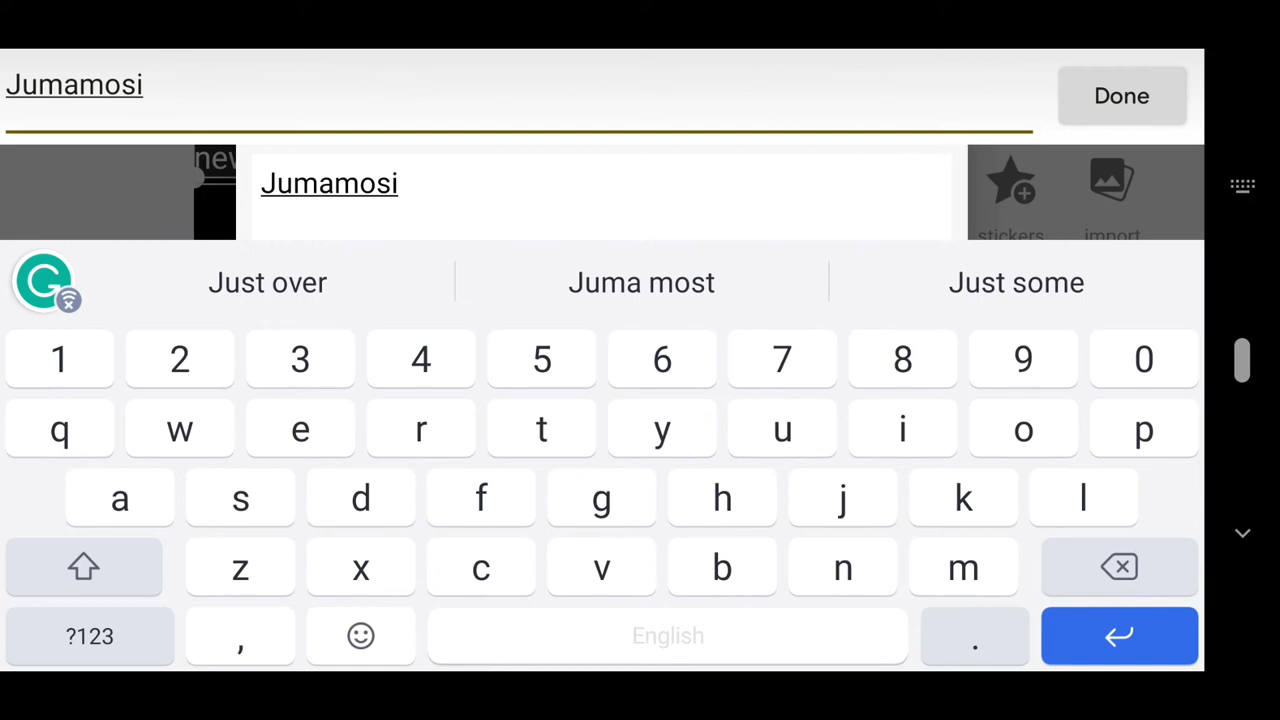 Jumamosi
Done
new
Jumamosi
stickers import
Just over Juma most Just some
1 2 3 4 5 6 7 8 9 0
q w e r t y u i o p
a s d f g h j k l
z x c v b n m
?123 , English .